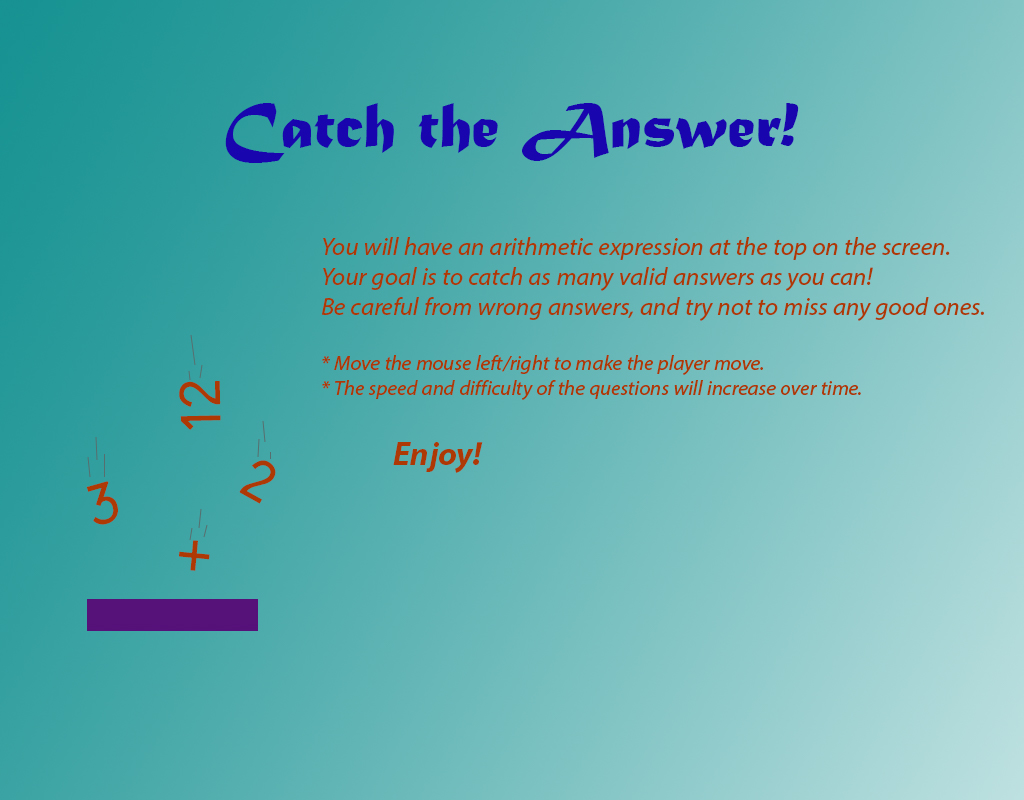 Catch the Answer!
You will have an arithmetic expression at the top on the screen.
Your goal is to catch as many valid answers as you can!
Be careful from wrong answers, and try not to miss any good ones.
* Move the mouse left/right to make the player move.
* The speed and difficulty of the questions will increase over time.
Enjoy!
12
3
2
+